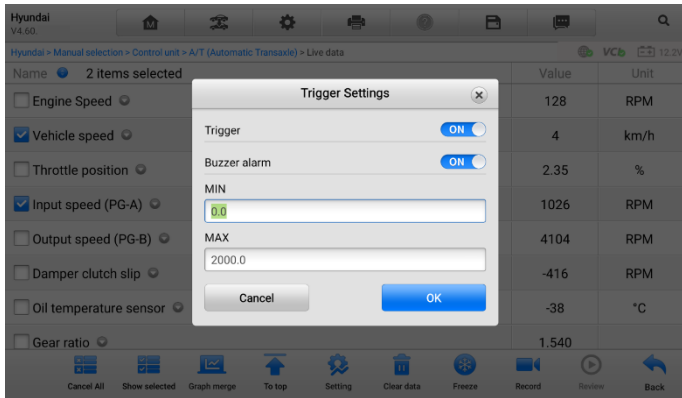 Hyundai
V4.60.
Hyundai > Manual selection > Control unit > A/T (Automatic Transaxle) > Live data
VCI
12.2V
Name 2 items selected Value Unit
Engine Speed 128 RPM
Vehicle speed 4 km/h
Throttle position 2.35 %
Input speed (PG-A) 1026 RPM
Output speed (PG-B) 4104 RPM
Damper clutch slip -416 RPM
Oil temperature sensor -38 °C
Gear ratio 1.540
Trigger Settings
Trigger ON
Buzzer alarm ON
MIN
0.0
MAX
2000.0
Cancel OK
Cancel All Show selected Graph merge To top Setting Clear data Freeze Record Review Back